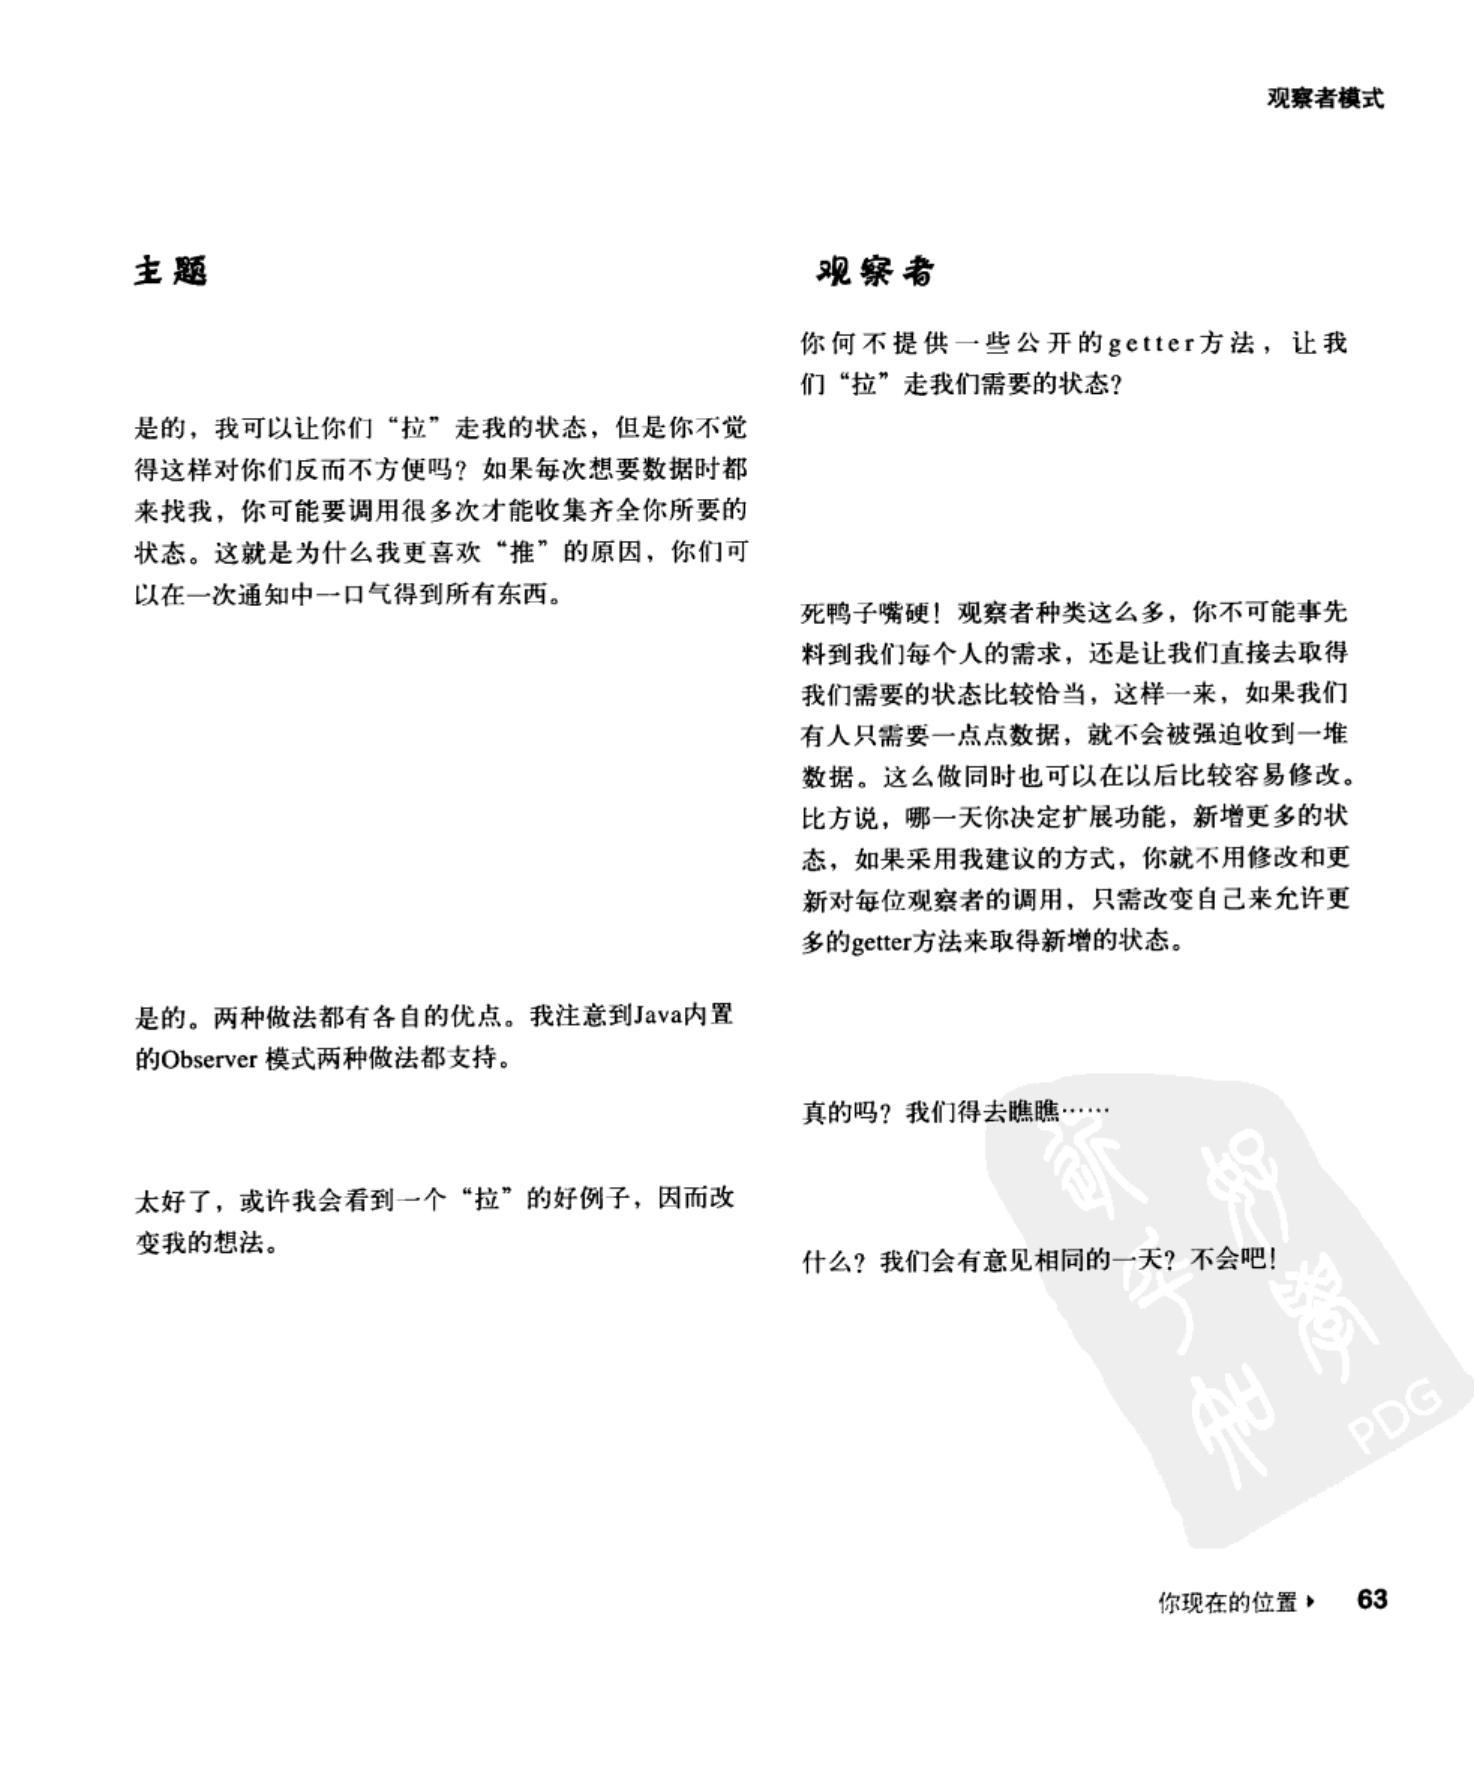 观察者模式
主题
观察者
你何不提供一些公开的getter方法，让我
们“拉”走我们需要的状态？
是的，我可以让你们“拉”走我的状态，但是你不觉
得这样对你们反而不方便吗？如果每次想要数据时都
来找我，你可能要调用很多次才能收集齐全你所要的
状态。这就是为什么我更喜欢“推”的原因，你们可
以在一次通知中一口气得到所有东西。
死鸭子嘴硬！观察者种类这么多，你不可能事先
料到我们每个人的需求，还是让我们直接去取得
我们需要的状态比较恰当，这样一来，如果我们
有人只需要一点点数据，就不会被强迫收到一堆
数据。这么做同时也可以在以后比较容易修改。
比方说，哪一天你决定扩展功能，新增更多的状
态，如果采用我建议的方式，你就不用修改和更
新对每位观察者的调用，只需改变自己来允许更
多的getter方法来取得新增的状态。
是的。两种做法都有各自的优点。我注意到Java内置
的Observer 模式两种做法都支持。
真的吗？我们得去瞧瞧……
太好了，或许我会看到一个“拉”的好例子，因而改
变我的想法。
什么？我们会有意见相同的一天？不会吧！
PDG
你现在的位置 63